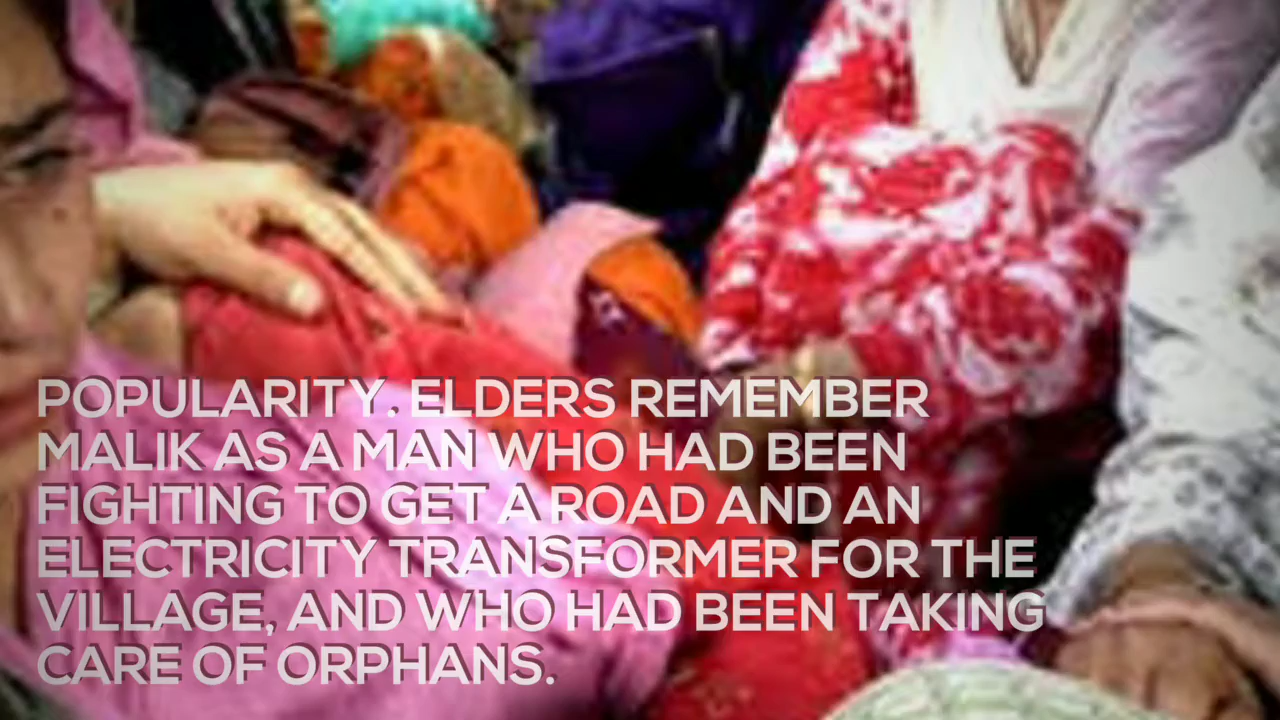 POPULARITY. ELDERS REMEMBER
MALIK AS A MAN WHO HAD BEEN
FIGHTING TO GET A ROAD AND AN
ELECTRICITY TRANSFORMER FOR THE
VILLAGE, AND WHO HAD BEEN TAKING
CARE OF ORPHANS.